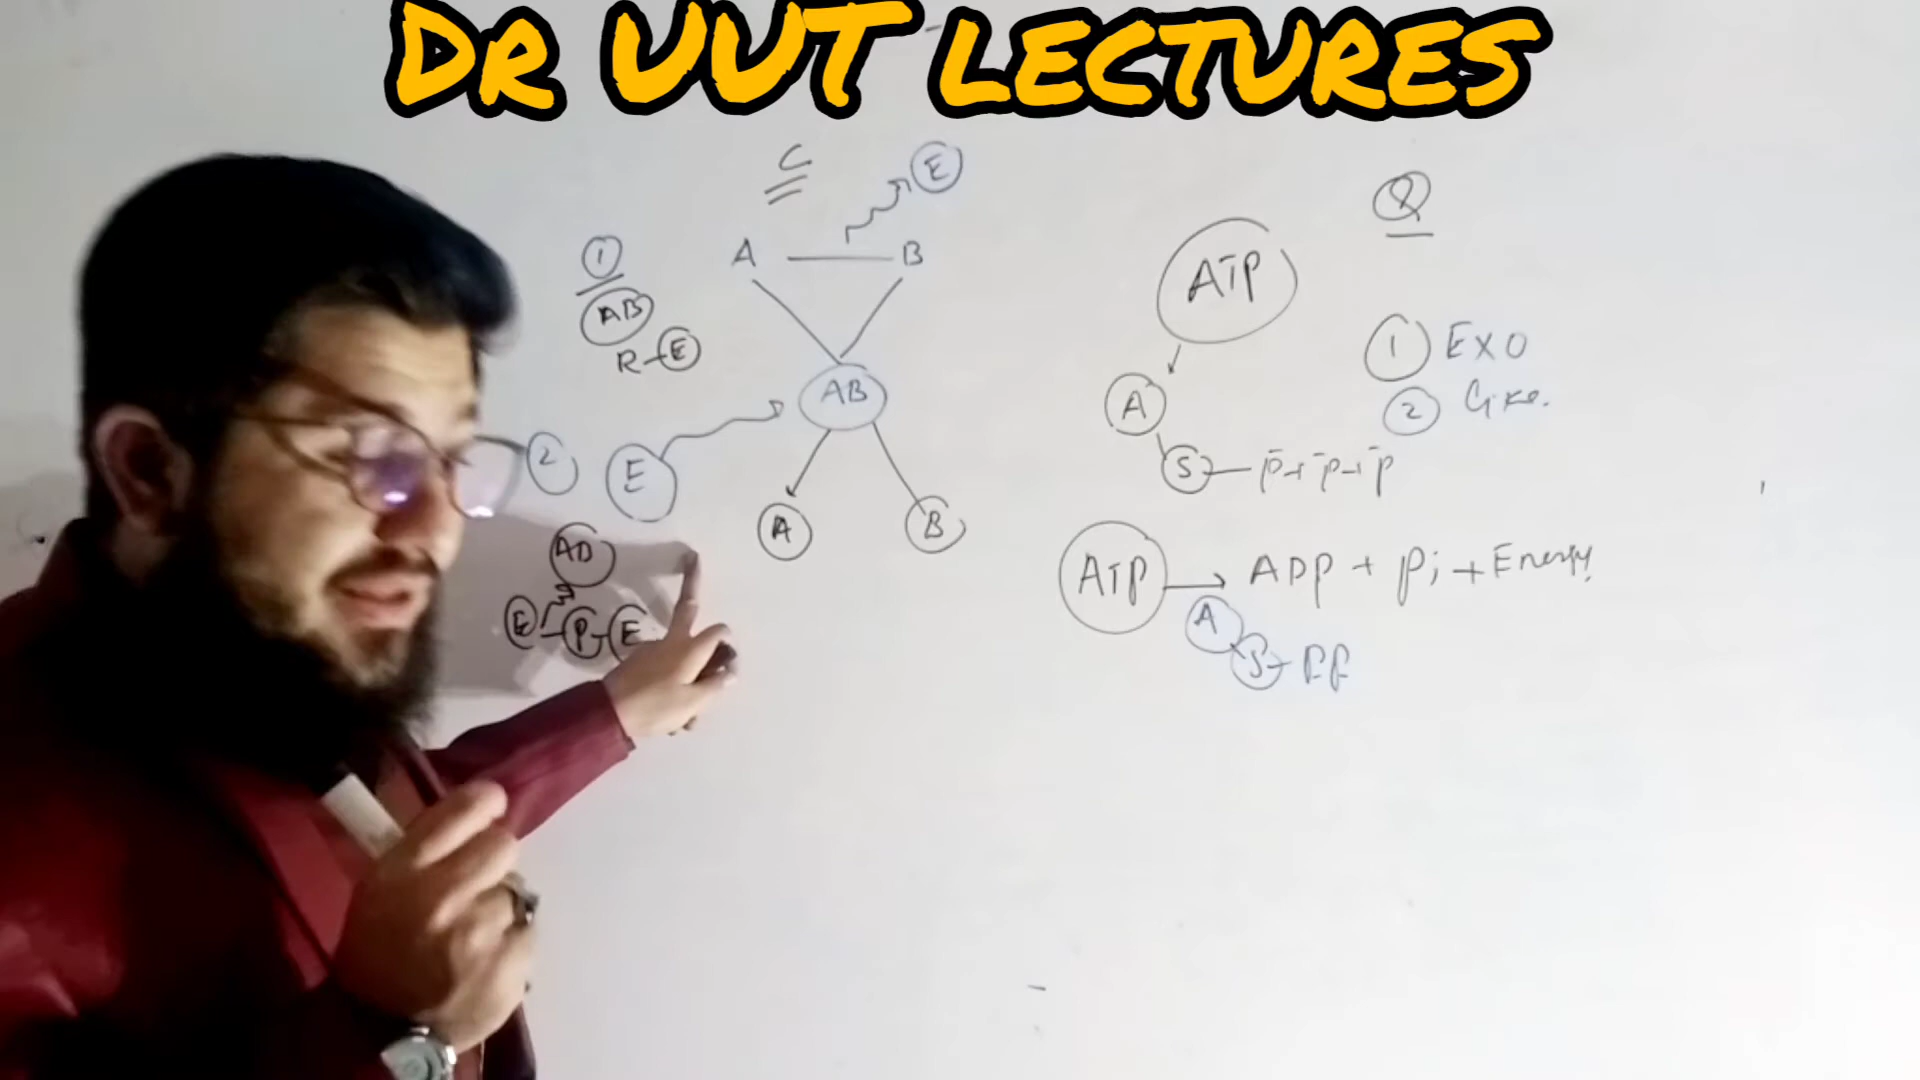 Dr UUT LECTURES
C
E
A B
1
AB
R-E
AB
2
E
A B
AD
E P-E
Q
ATP
1 EXO
2
A
S - P + P - P
ATP → ADP + Pi + Energy
A
S - PP